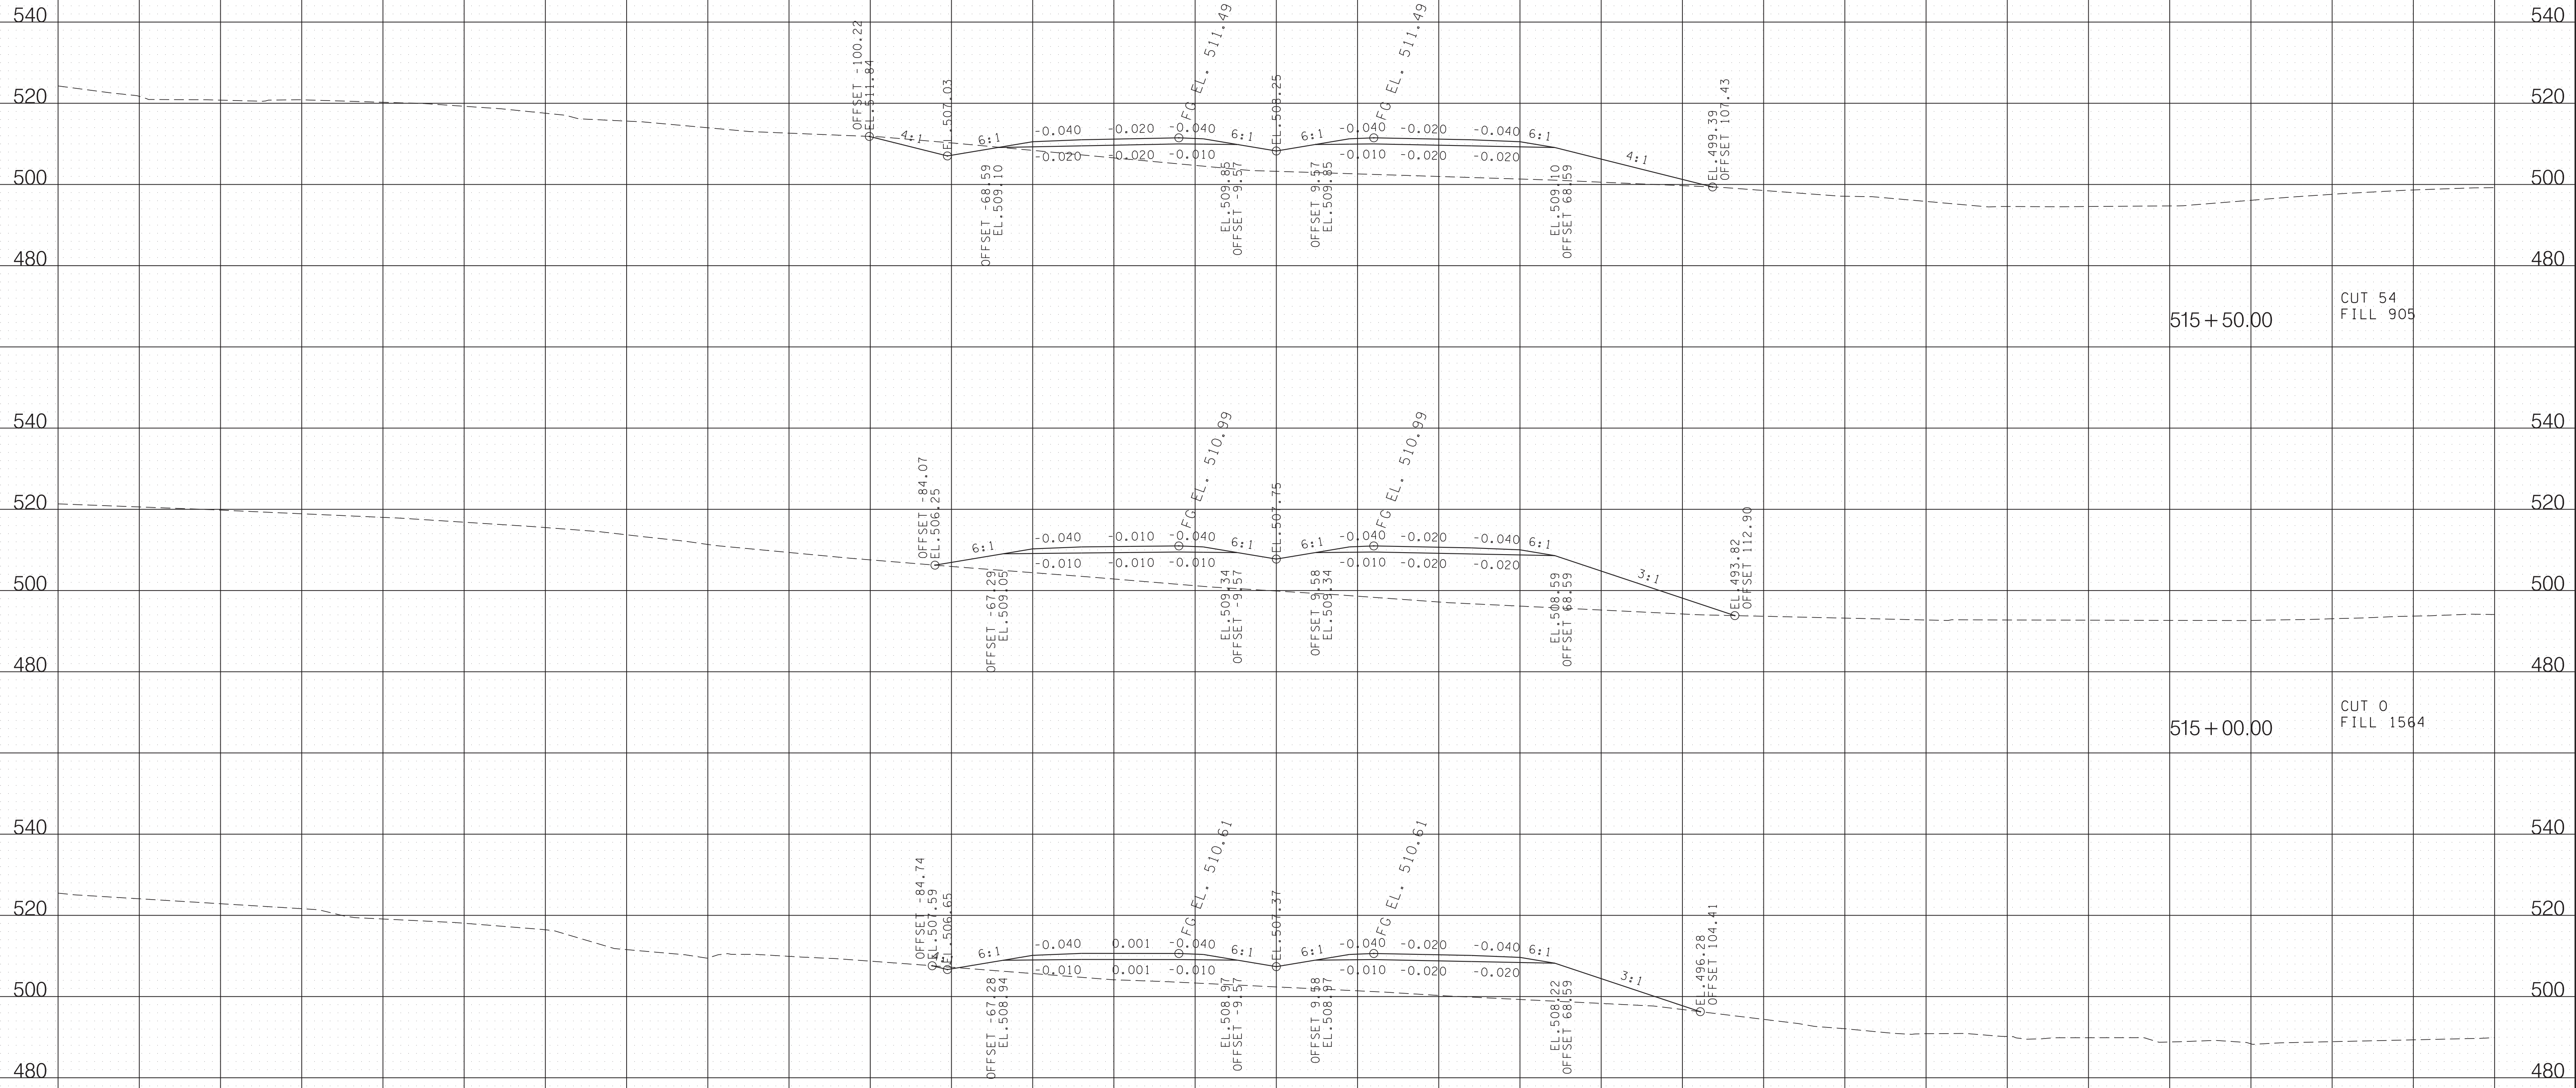 540
540
OFFSET -100.22
EL.511.84
EL.507.03
FG EL. 511.49
EL.508.25
FG EL. 511.49
EL.499.39
OFFSET 107.43
520
520
4:1
6:1
-0.040
-0.020
-0.040
6:1
6:1
-0.040
-0.020
-0.040
6:1
4:1
-0.020
-0.020
-0.010
-0.010
-0.020
-0.020
500
500
OFFSET -68.59
EL.509.10
EL.509.85
OFFSET -9.57
OFFSET 9.57
EL.509.85
EL.509.10
OFFSET 68.59
480
480
515+50.00
CUT 54
FILL 905
540
540
OFFSET -84.07
EL.506.25
FG EL. 510.99
EL.507.75
FG EL. 510.99
EL.493.82
OFFSET 112.90
520
520
6:1
-0.040
-0.010
-0.040
6:1
6:1
-0.040
-0.020
-0.040
6:1
3:1
-0.010
-0.010
-0.010
-0.010
-0.020
-0.020
500
500
OFFSET -67.29
EL.509.05
EL.509.34
OFFSET -9.57
OFFSET 9.58
EL.509.34
EL.508.59
OFFSET 68.59
480
480
515+00.00
CUT 0
FILL 1564
540
540
OFFSET -84.74
EL.507.59
EL.506.65
FG EL. 510.61
EL.507.37
FG EL. 510.61
EL.496.28
OFFSET 104.41
520
520
4:1
6:1
-0.040
0.001
-0.040
6:1
6:1
-0.040
-0.020
-0.040
6:1
3:1
-0.010
0.001
-0.010
-0.010
-0.020
-0.020
500
500
OFFSET -67.28
EL.508.94
EL.508.97
OFFSET -9.57
OFFSET 9.58
EL.508.97
EL.508.22
OFFSET 68.59
480
480